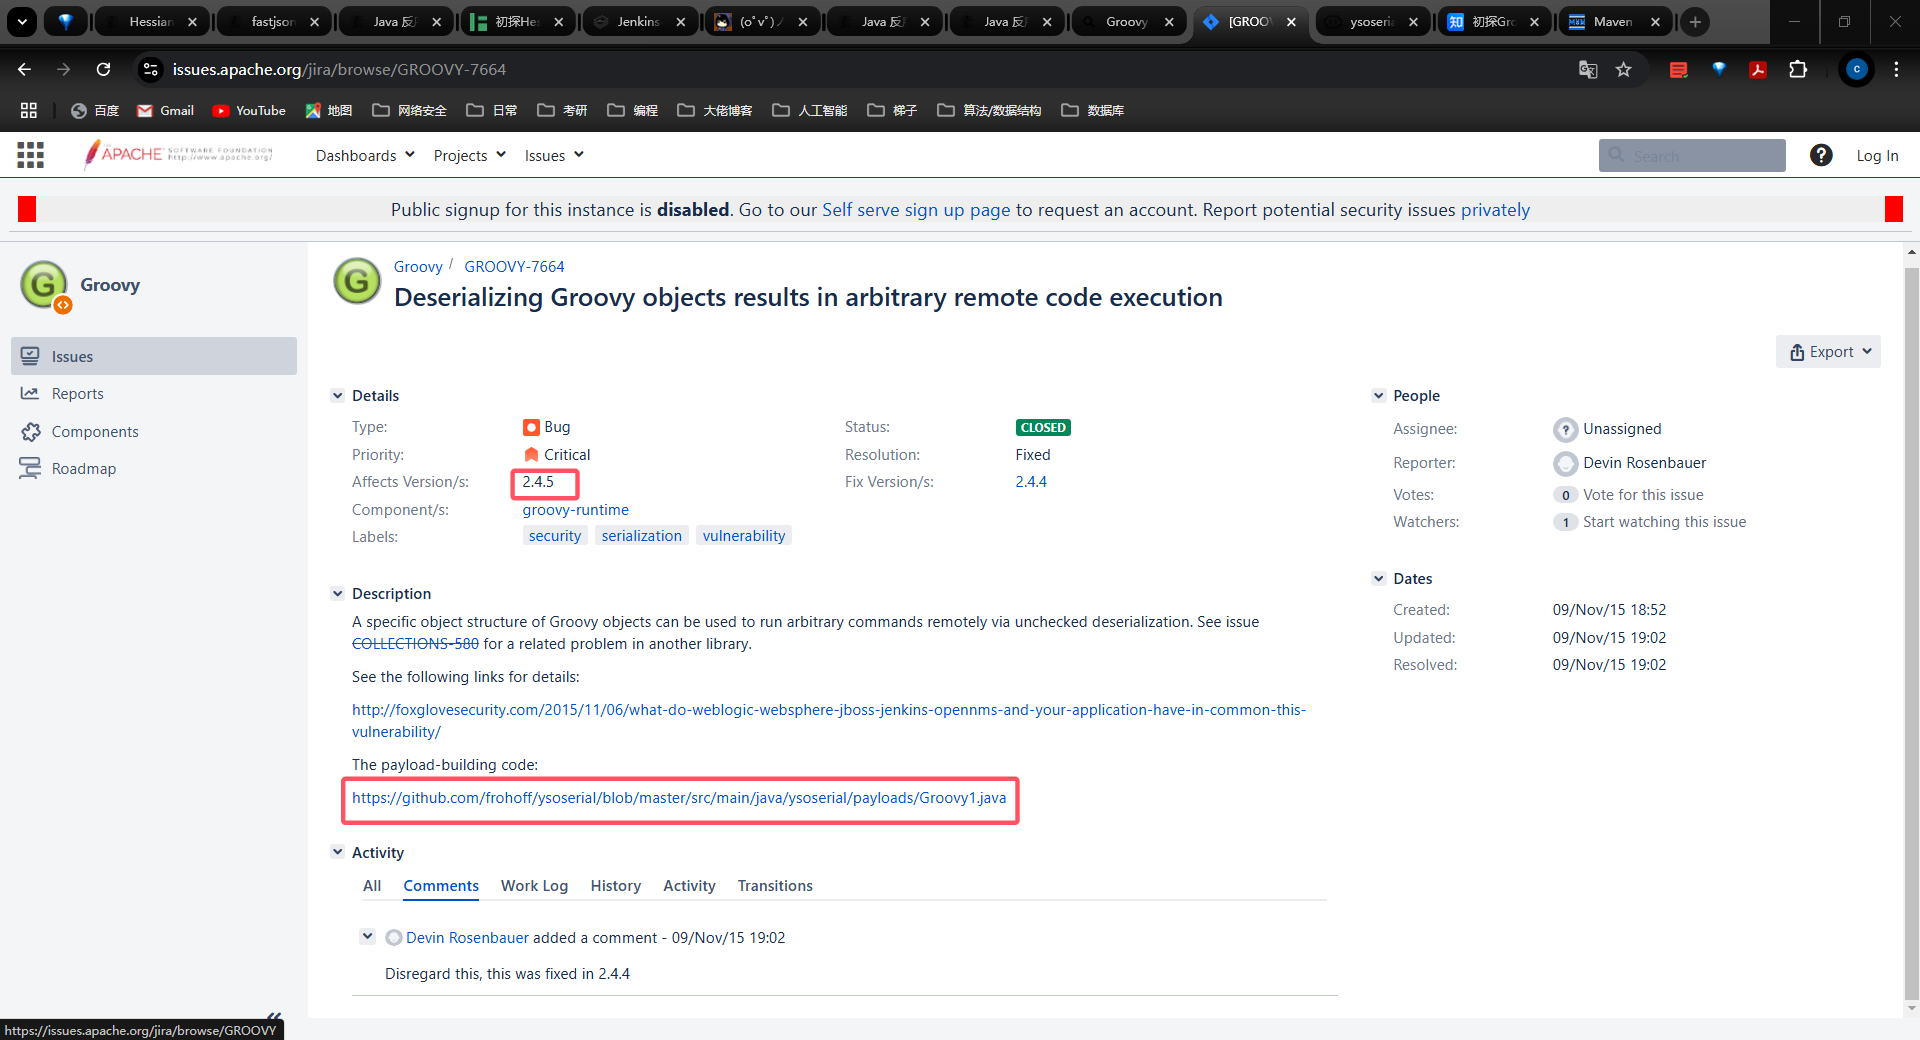 Hessian
fastjson
Java 反
初探He
Jenkins
(o˚v˚)ノ
Java 反
Java 反
Groovy
[GROO
ysoseria
知 初探Gr
Maven
issues.apache.org/jira/browse/GROOVY-7664
百度
Gmail
YouTube
地图
网络安全
日常
考研
编程
大佬博客
人工智能
梯子
算法/数据结构
数据库
APACHE SOFTWARE FOUNDATION
http://www.apache.org/
Dashboards
Projects
Issues
Search
Log In
Public signup for this instance is disabled. Go to our Self serve sign up page to request an account. Report potential security issues privately
Groovy
Issues
Reports
Components
Roadmap
Groovy / GROOVY-7664
Deserializing Groovy objects results in arbitrary remote code execution
Export
Details
Type: Bug
Status: CLOSED
Priority: Critical
Resolution: Fixed
Affects Version/s: 2.4.5
Fix Version/s: 2.4.4
Component/s: groovy-runtime
Labels: security serialization vulnerability
Description
A specific object structure of Groovy objects can be used to run arbitrary commands remotely via unchecked deserialization. See issue
COLLECTIONS-580 for a related problem in another library.
See the following links for details:
http://foxglovesecurity.com/2015/11/06/what-do-weblogic-websphere-jboss-jenkins-opennms-and-your-application-have-in-common-this-
vulnerability/
The payload-building code:
https://github.com/frohoff/ysoserial/blob/master/src/main/java/ysoserial/payloads/Groovy1.java
Activity
All
Comments
Work Log
History
Activity
Transitions
Devin Rosenbauer added a comment - 09/Nov/15 19:02
Disregard this, this was fixed in 2.4.4
People
Assignee: Unassigned
Reporter: Devin Rosenbauer
Votes: 0 Vote for this issue
Watchers: 1 Start watching this issue
Dates
Created: 09/Nov/15 18:52
Updated: 09/Nov/15 19:02
Resolved: 09/Nov/15 19:02
https://issues.apache.org/jira/browse/GROOVY